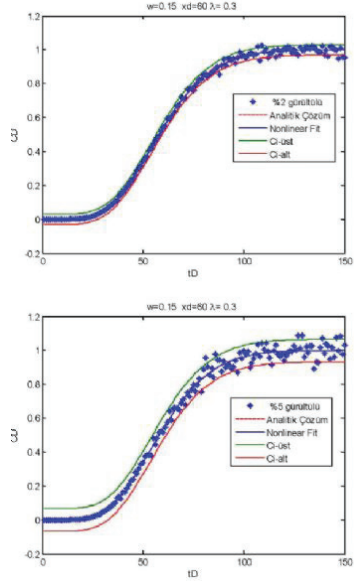 w=0.15 xd=60 λ= 0.3
1.2
1
0.8
0.6
0.4
0.2
0
-0.2
CD
%2 gürültülü
Analitik Çözüm
Nonlinear Fit
CI-üst
CI-alt
0 50 100 150
tD
w=0.15 xd=60 λ= 0.3
1.2
1
0.8
0.6
0.4
0.2
0
-0.2
CD
%5 gürültülü
Analitik Çözüm
Nonlinear Fit
CI-üst
CI-alt
0 50 100 150
tD